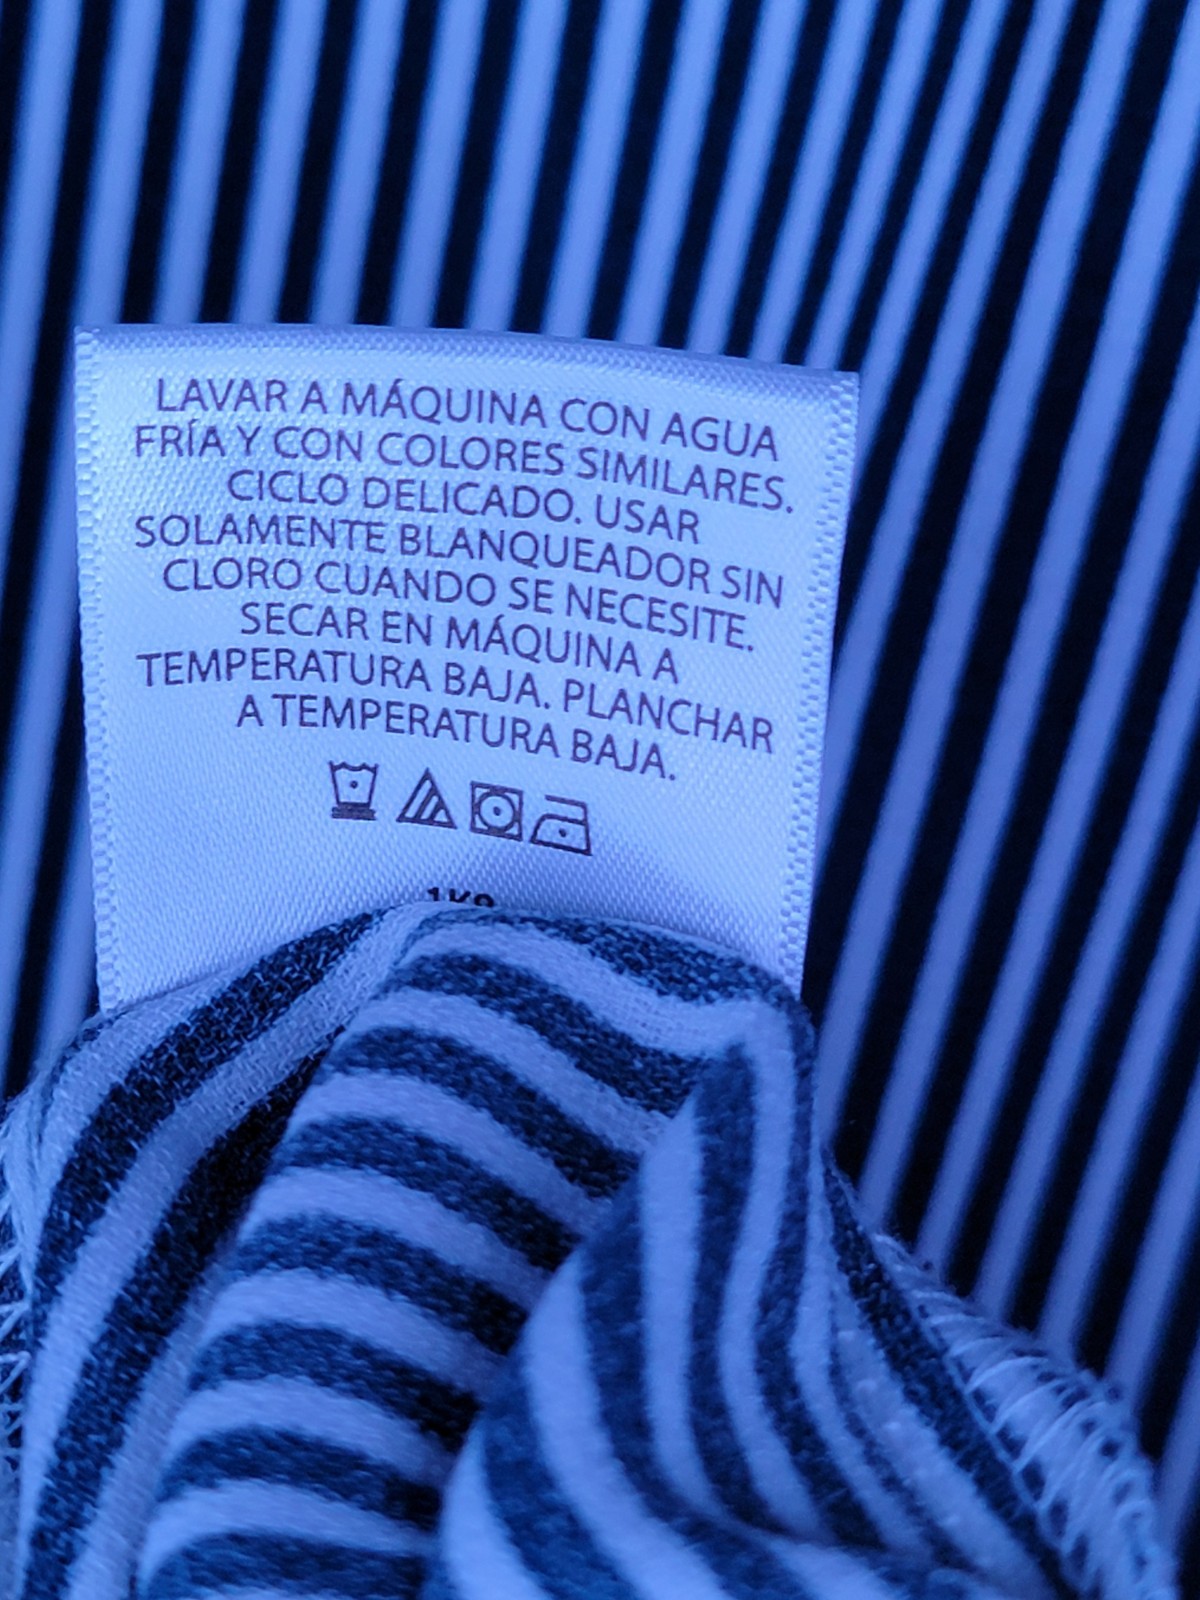 LAVAR A MÁQUINA CON AGUA
FRÍA Y CON COLORES SIMILARES.
CICLO DELICADO. USAR
SOLAMENTE BLANQUEADOR SIN
CLORO CUANDO SE NECESITE.
SECAR EN MÁQUINA A
TEMPERATURA BAJA. PLANCHAR
A TEMPERATURA BAJA.